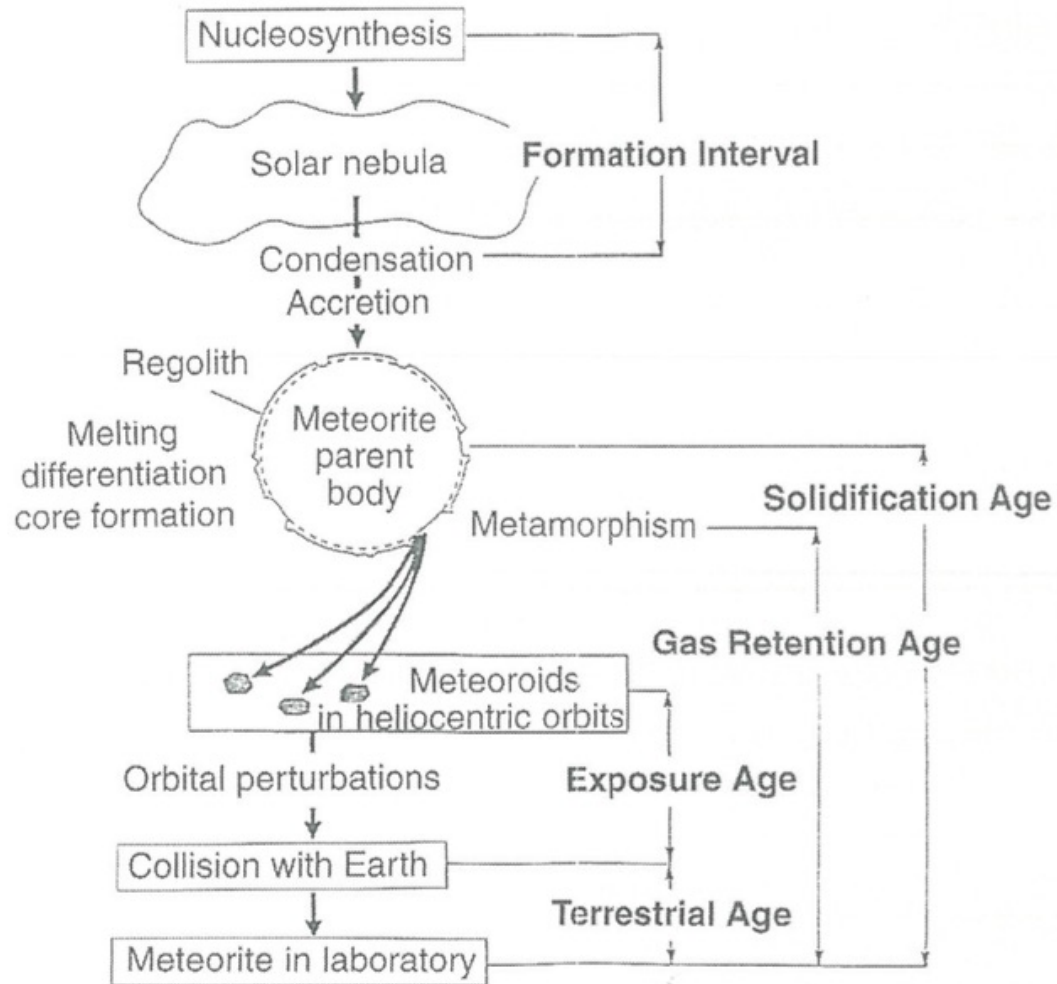 Nucleosynthesis
Solar nebula
Formation Interval
Condensation
Accretion
Regolith
Melting
differentiation
core formation
Meteorite
parent
body
Solidification Age
Metamorphism
Gas Retention Age
Meteoroids
in heliocentric orbits
Orbital perturbations
Exposure Age
Collision with Earth
Terrestrial Age
Meteorite in laboratory